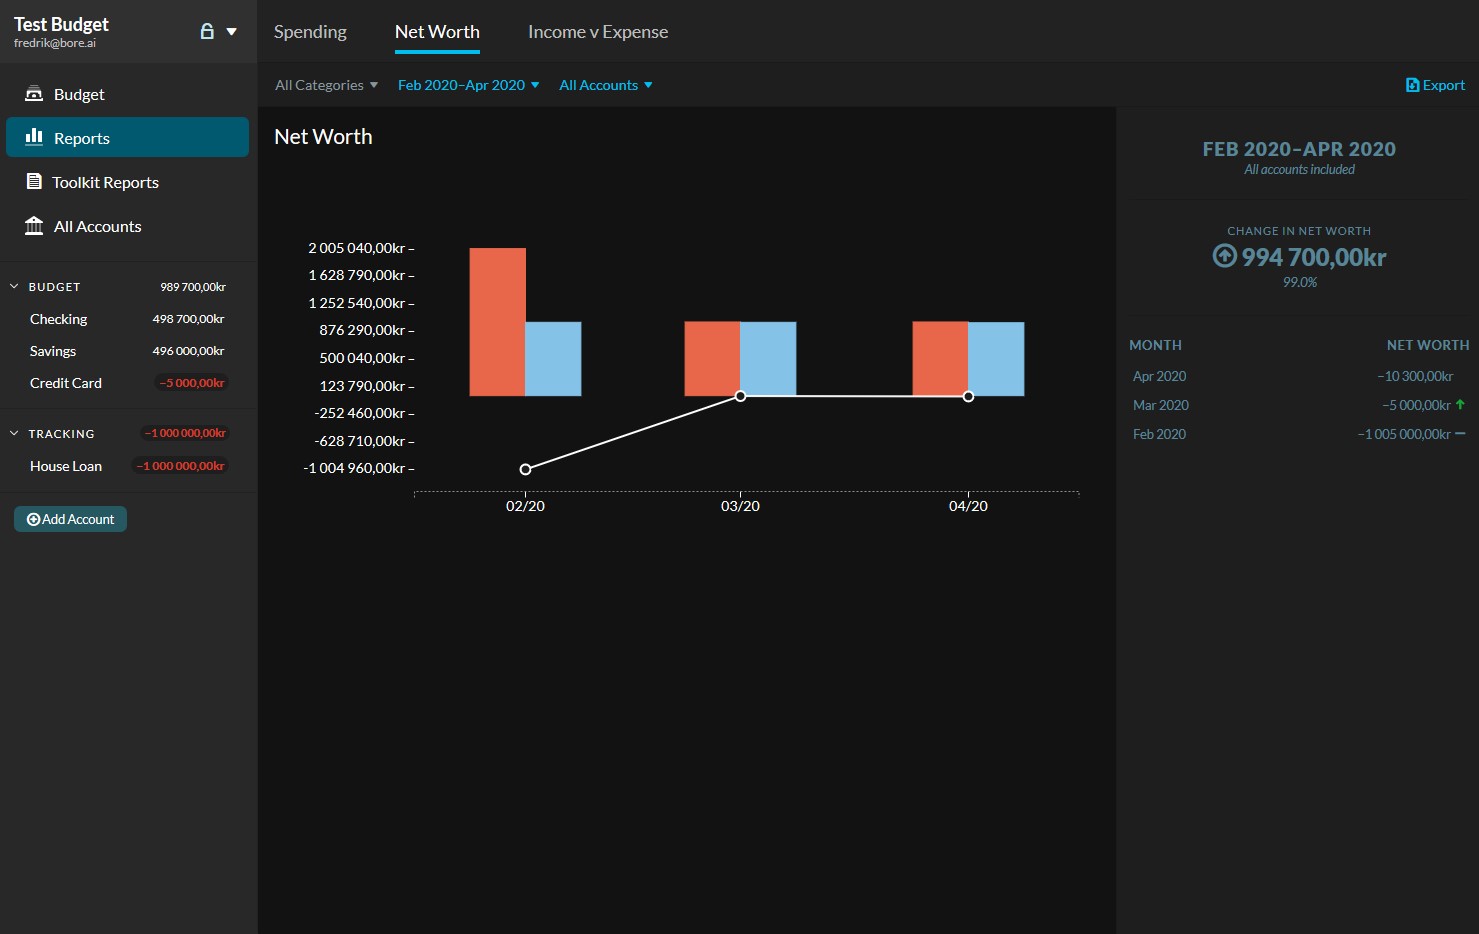 Test Budget
fredrik@bore.ai
Budget
Reports
Toolkit Reports
All Accounts
BUDGET 989 700,00kr
Checking 498 700,00kr
Savings 496 000,00kr
Credit Card −5 000,00kr
TRACKING −1 000 000,00kr
House Loan −1 000 000,00kr
Add Account
Spending Net Worth Income v Expense
All Categories Feb 2020–Apr 2020 All Accounts Export
Net Worth
2 005 040,00kr
1 628 790,00kr
1 252 540,00kr
876 290,00kr
500 040,00kr
123 790,00kr
-252 460,00kr
-628 710,00kr
-1 004 960,00kr
02/20 03/20 04/20
FEB 2020–APR 2020
All accounts included
CHANGE IN NET WORTH
994 700,00kr
99.0%
MONTH NET WORTH
Apr 2020 −10 300,00kr
Mar 2020 −5 000,00kr
Feb 2020 −1 005 000,00kr